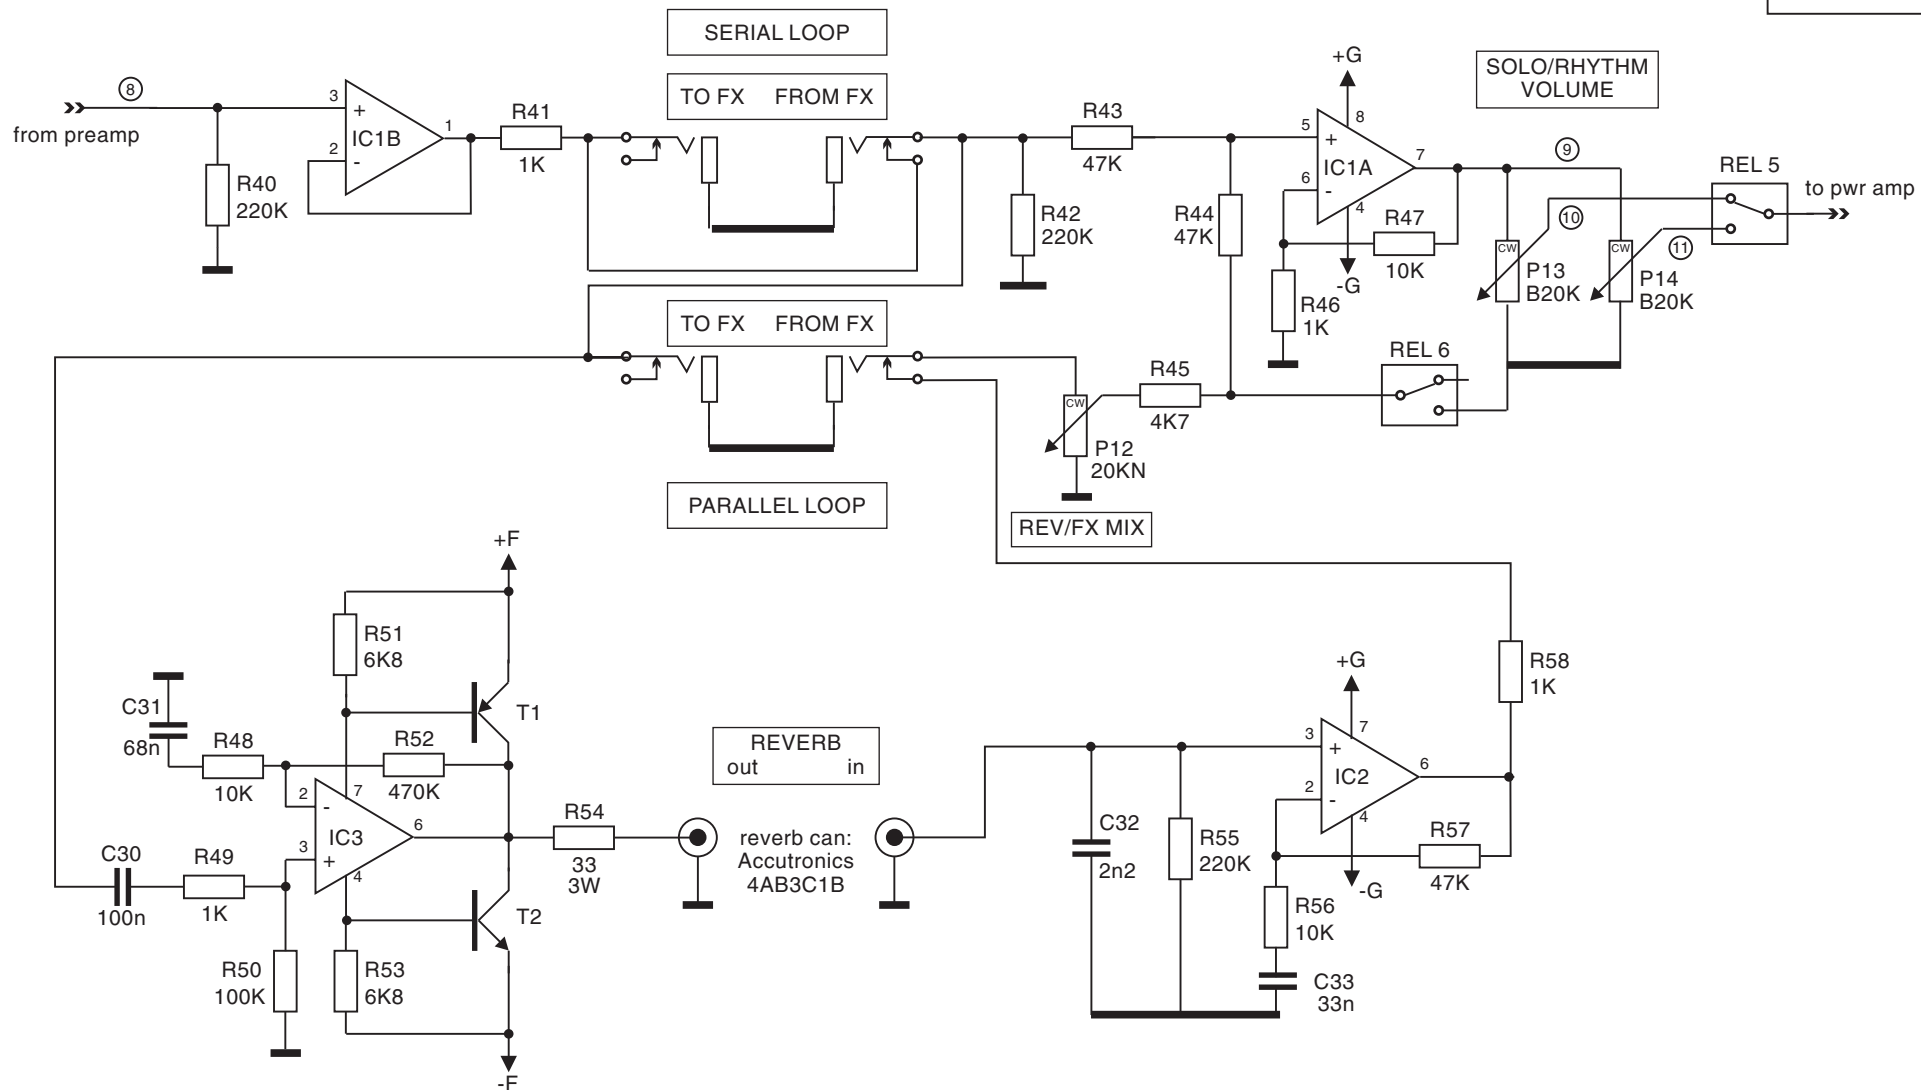 SERIAL LOOP
TO FX FROM FX
8
from preamp
3
+
IC1B
1
2
-
R40
220K
R41
1K
R42
220K
R43
47K
R44
47K
+G
8
5
+
IC1A
7
6
-
4
-G
R47
10K
R46
1K
SOLO/RHYTHM
VOLUME
9
10
11
CW
P13
B20K
CW
P14
B20K
REL 5
to pwr amp
TO FX FROM FX
PARALLEL LOOP
CW
P12
20KN
R45
4K7
REL 6
REV/FX MIX
+F
R51
6K8
T1
C31
68n
R48
10K
R52
470K
2
-
7
IC3
6
3
+
4
C30
100n
R49
1K
R50
100K
R53
6K8
T2
-F
R54
33
3W
REVERB
out in
reverb can:
Accutronics
4AB3C1B
C32
2n2
R55
220K
+G
7
3
+
IC2
6
2
-
4
-G
R57
47K
R56
10K
C33
33n
R58
1K